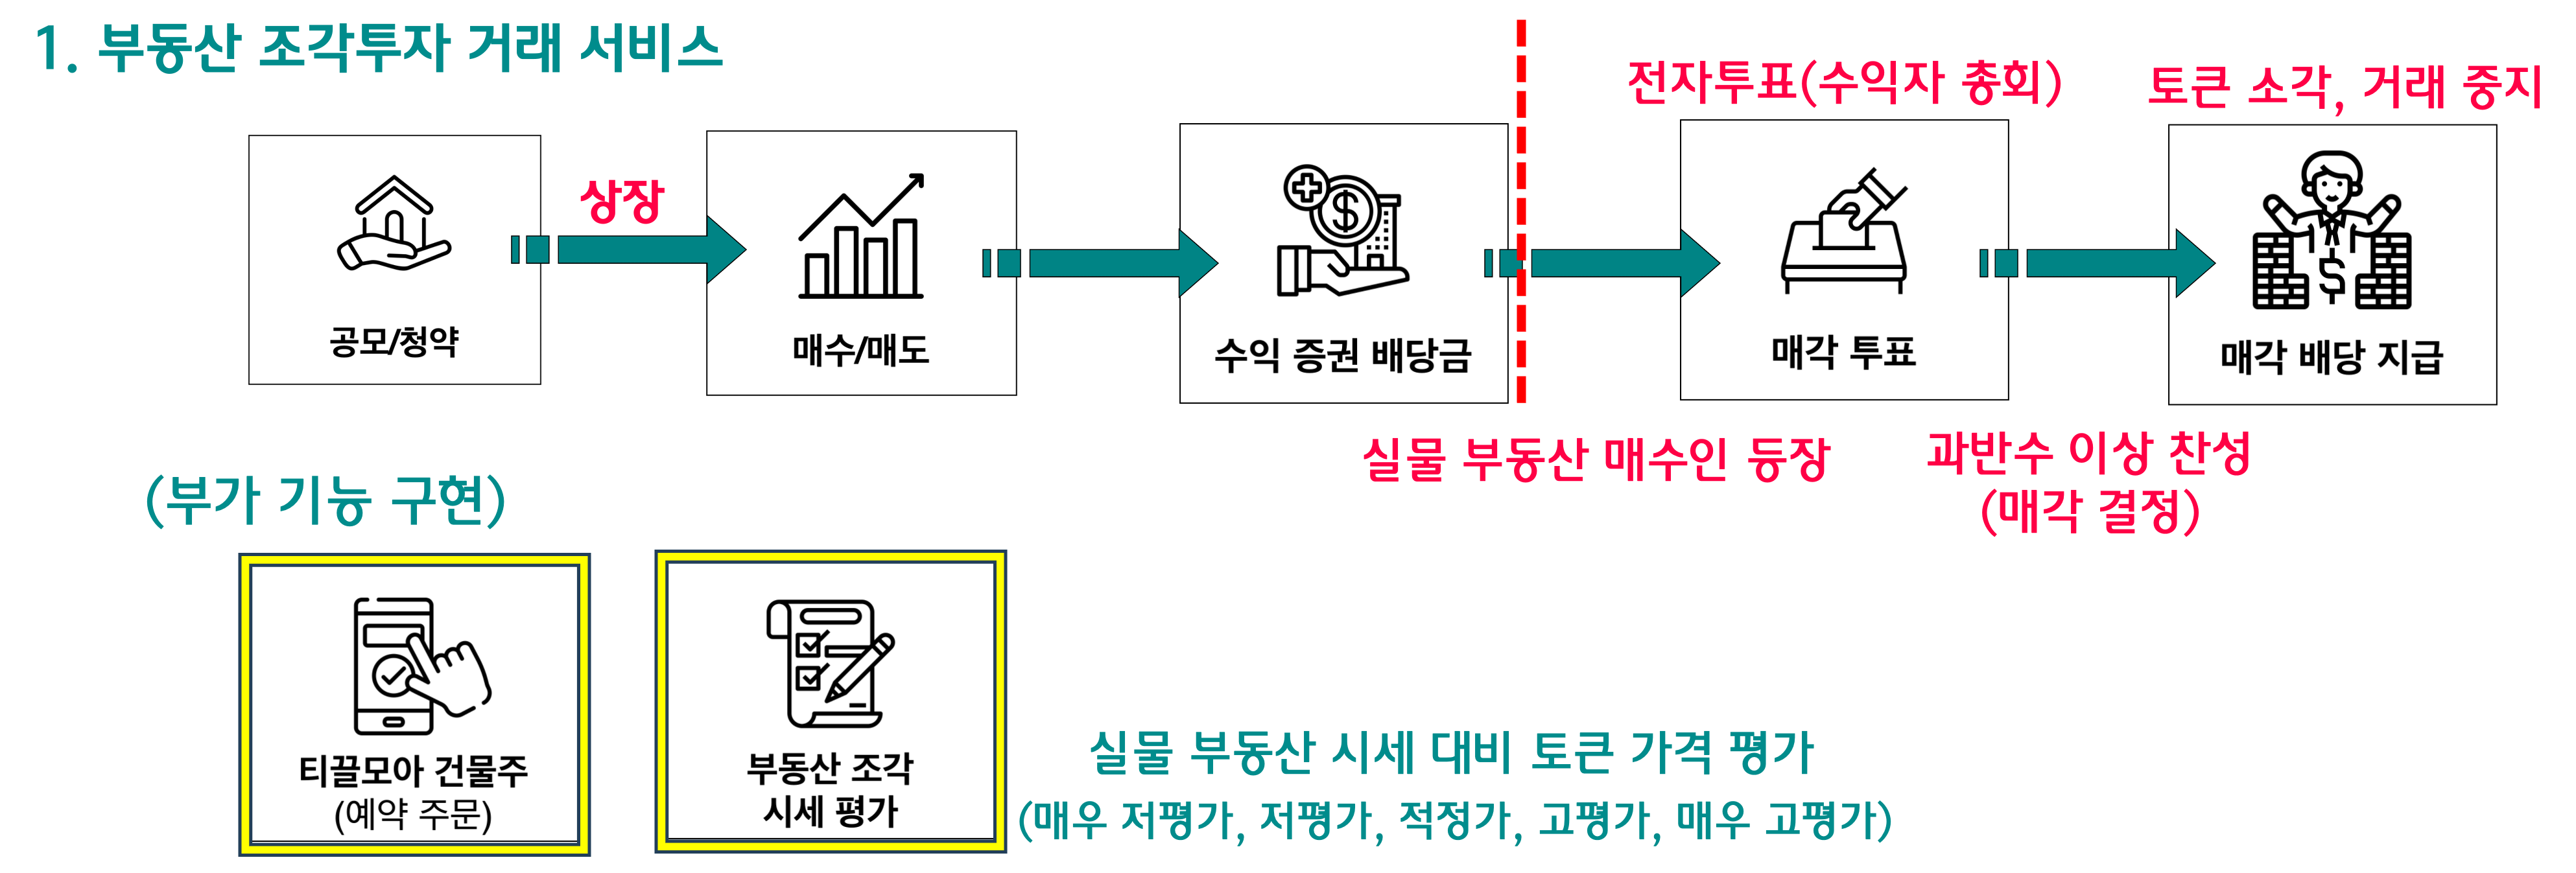 1. 부동산 조각투자 거래 서비스
전자투표(수익자 총회)
토큰 소각, 거래 중지
상장
공모/청약
매수/매도
수익 증권 배당금
매각 투표
매각 배당 지급
실물 부동산 매수인 등장
과반수 이상 찬성
(매각 결정)
(부가 기능 구현)
티끌모아 건물주
(예약 주문)
부동산 조각
시세 평가
실물 부동산 시세 대비 토큰 가격 평가
(매우 저평가, 저평가, 적정가, 고평가, 매우 고평가)